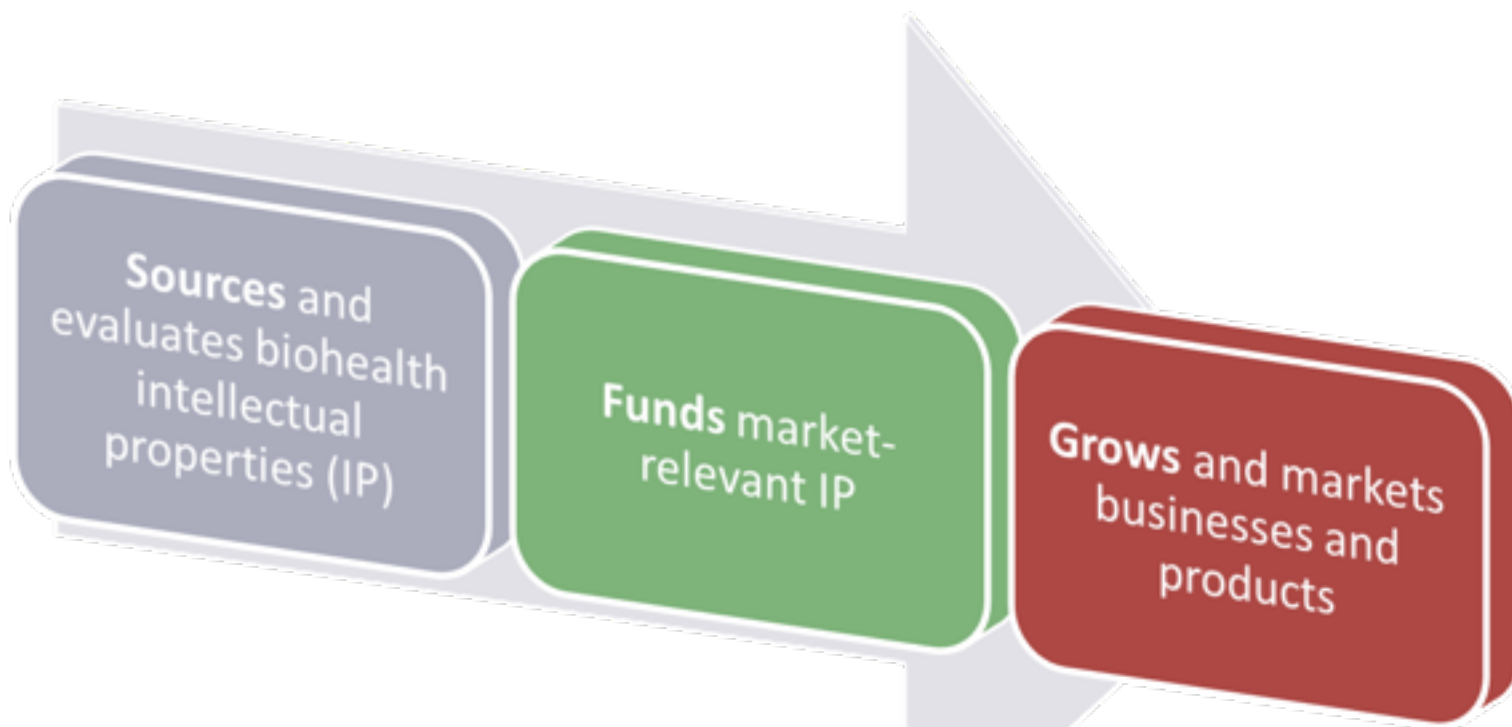 Sources and
evaluates biohealth
intellectual
properties (IP)
Funds market-
relevant IP
Grows and markets
businesses and
products